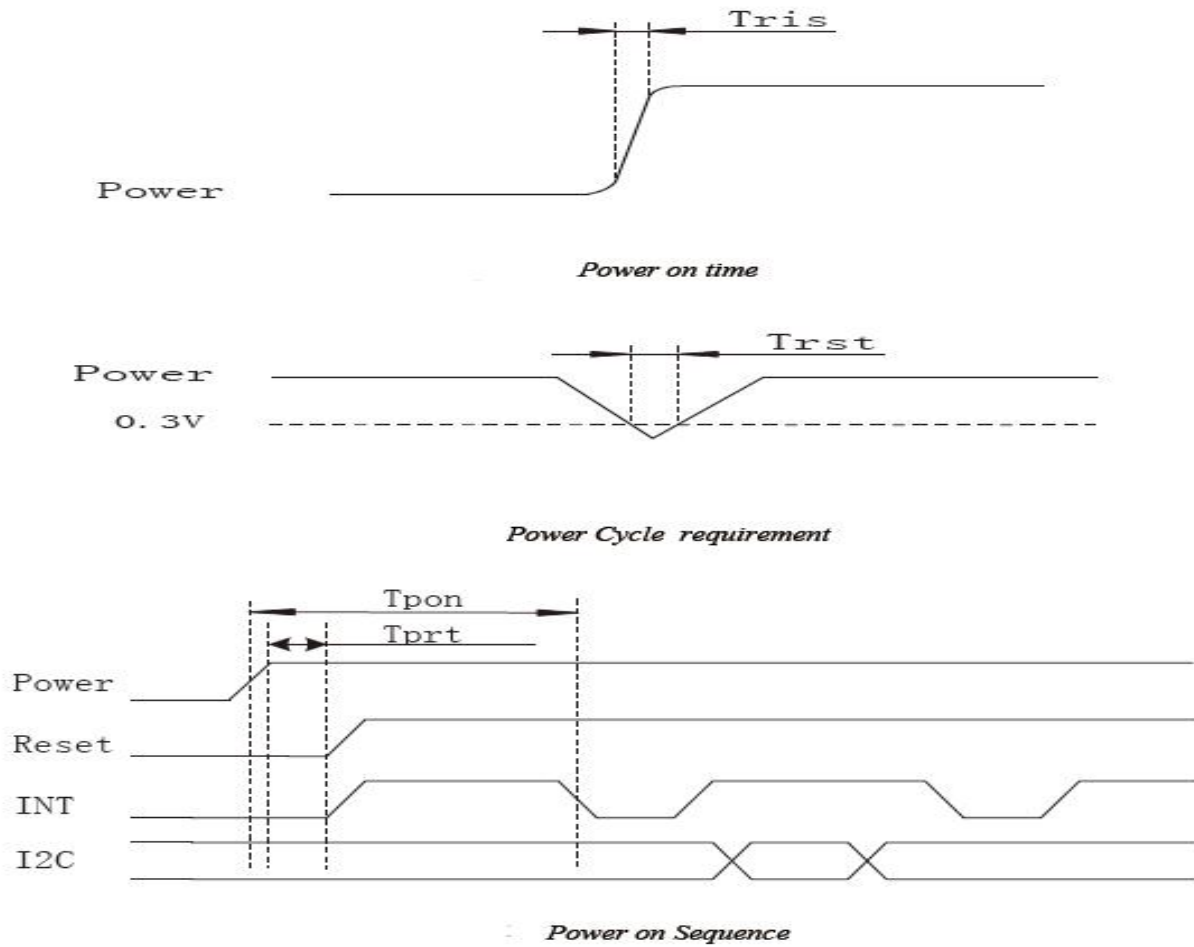 Tris
Power
Power on time
Trst
Power
0.3V
Power Cycle requirement
Tpon
Tprt
Power
Reset
INT
I2C
Power on Sequence